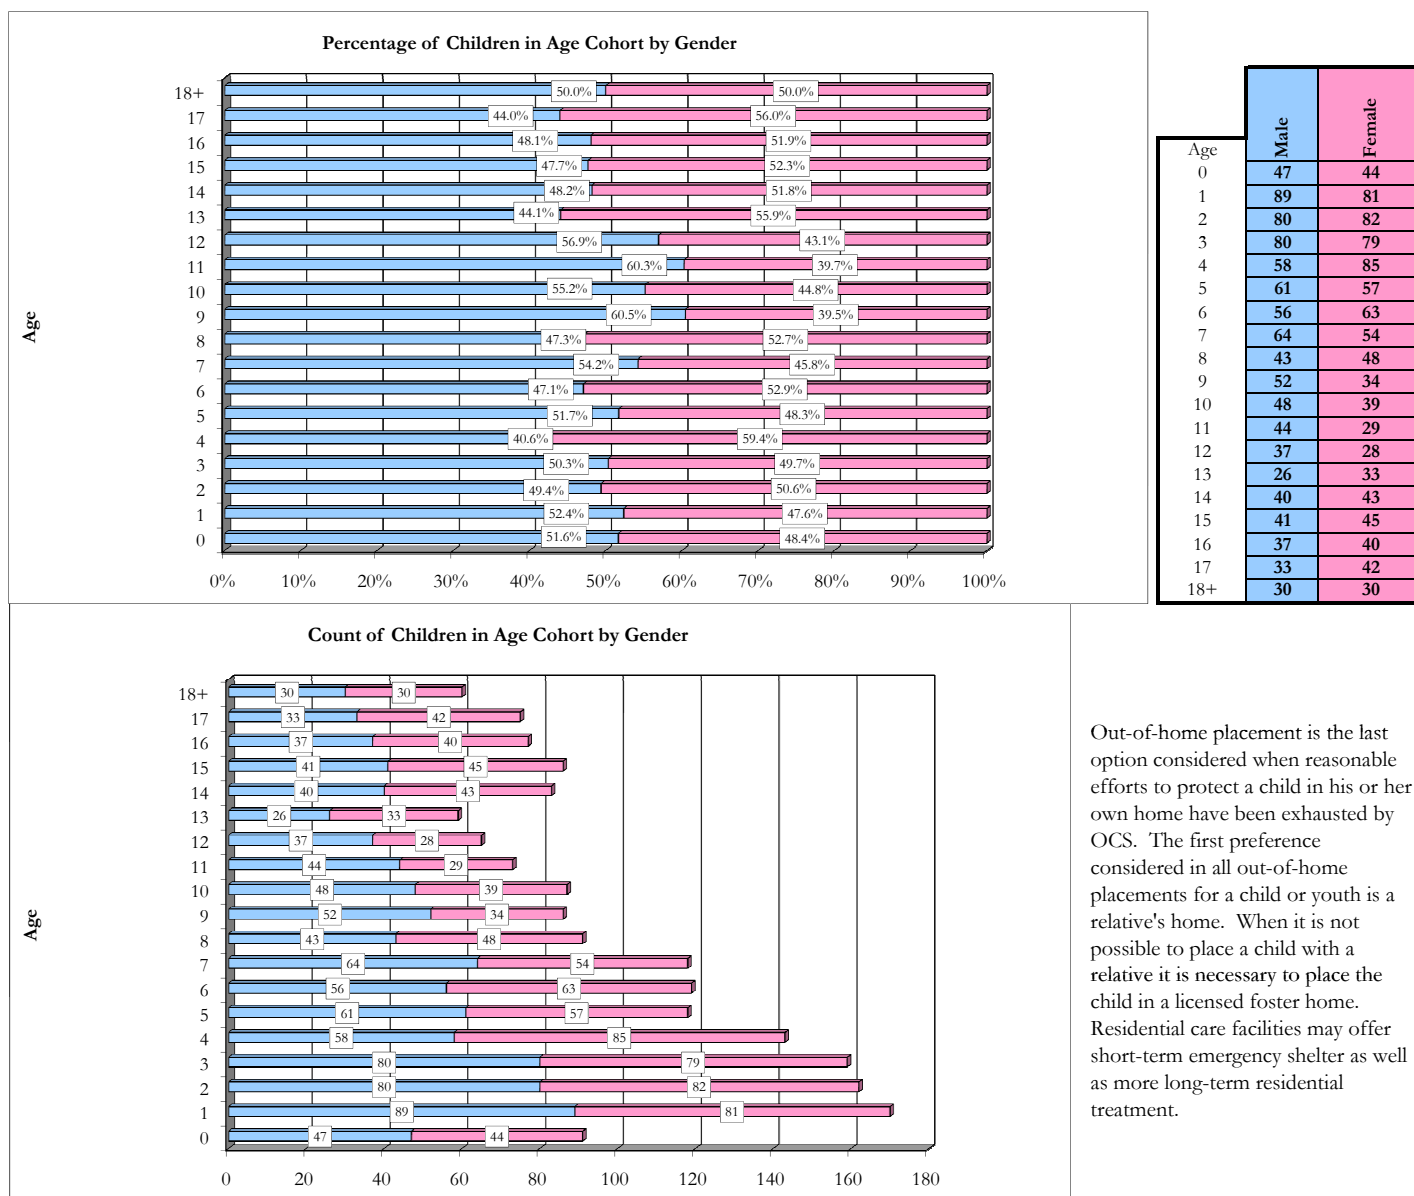 Percentage of Children in Age Cohort by Gender
Age
18+ 50.0% 50.0%
17 44.0% 56.0%
16 48.1% 51.9%
15 47.7% 52.3%
14 48.2% 51.8%
13 44.1% 55.9%
12 56.9% 43.1%
11 60.3% 39.7%
10 55.2% 44.8%
9 60.5% 39.5%
8 47.3% 52.7%
7 54.2% 45.8%
6 47.1% 52.9%
5 51.7% 48.3%
4 40.6% 59.4%
3 50.3% 49.7%
2 49.4% 50.6%
1 52.4% 47.6%
0 51.6% 48.4%
0% 10% 20% 30% 40% 50% 60% 70% 80% 90% 100%
Age Male Female
0 47 44
1 89 81
2 80 82
3 80 79
4 58 85
5 61 57
6 56 63
7 64 54
8 43 48
9 52 34
10 48 39
11 44 29
12 37 28
13 26 33
14 40 43
15 41 45
16 37 40
17 33 42
18+ 30 30
Count of Children in Age Cohort by Gender
Age
18+ 30 30
17 33 42
16 37 40
15 41 45
14 40 43
13 26 33
12 37 28
11 44 29
10 48 39
9 52 34
8 43 48
7 64 54
6 56 63
5 61 57
4 58 85
3 80 79
2 80 82
1 89 81
0 47 44
0 20 40 60 80 100 120 140 160 180
Out-of-home placement is the last
option considered when reasonable
efforts to protect a child in his or her
own home have been exhausted by
OCS.  The first preference
considered in all out-of-home
placements for a child or youth is a
relative's home.  When it is not
possible to place a child with a
relative it is necessary to place the
child in a licensed foster home.
Residential care facilities may offer
short-term emergency shelter as well
as more long-term residential
treatment.